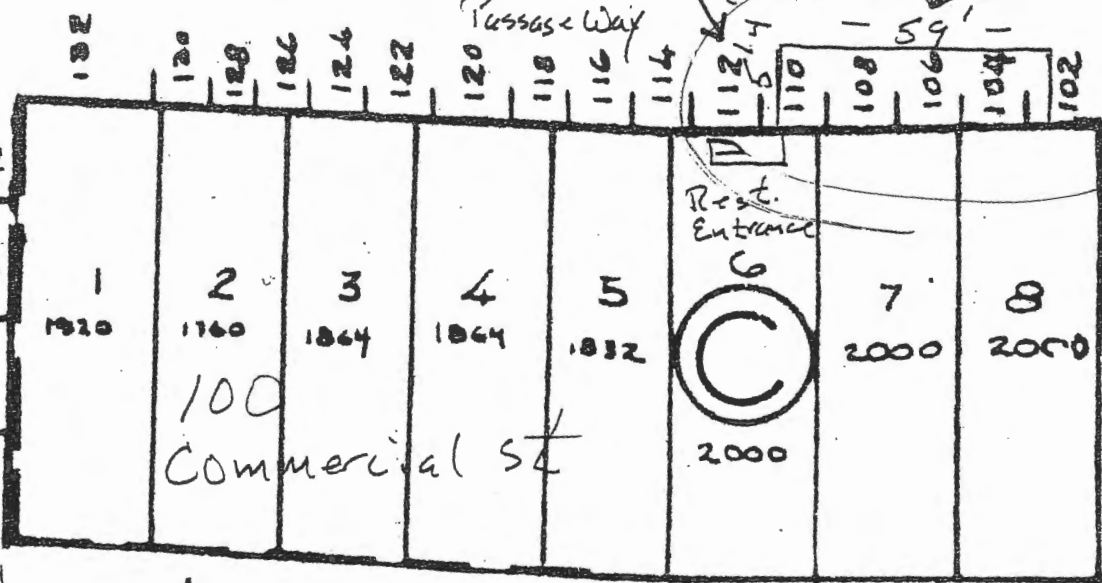 Passage Way
- 59' -
132 130 128 126 124 122 120 118 116 114 112 110 108 106 104 102
Rest.
Entrance
1 2 3 4 5 6 7 8
1760 1864 1864 1832 2000 2000
C
2000
100
Commercial St